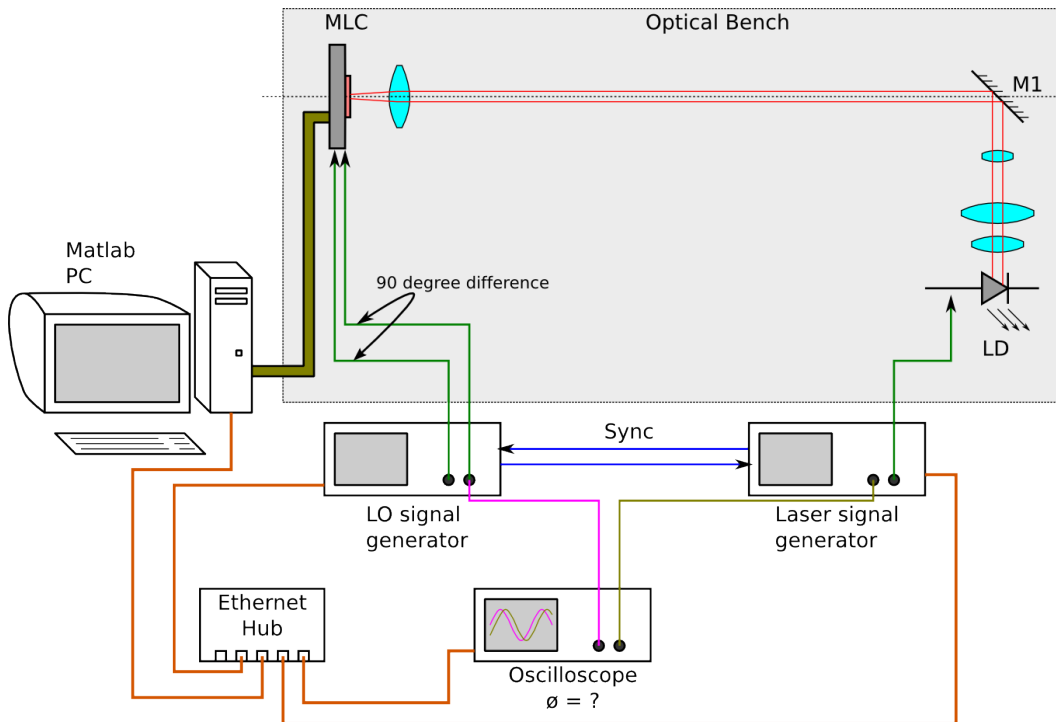 MLC
Optical Bench
M1
Matlab
PC
90 degree difference
LD
Sync
LO signal
generator
Laser signal
generator
Ethernet
Hub
Oscilloscope
ø = ?